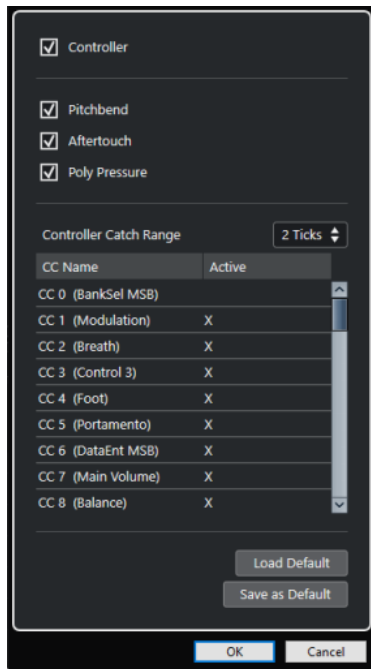 Controller
Pitchbend
Aftertouch
Poly Pressure
Controller Catch Range 2 Ticks
CC Name Active
CC 0 (BankSel MSB)
CC 1 (Modulation) X
CC 2 (Breath) X
CC 3 (Control 3) X
CC 4 (Foot) X
CC 5 (Portamento) X
CC 6 (DataEnt MSB) X
CC 7 (Main Volume) X
CC 8 (Balance) X
Load Default
Save as Default
OK Cancel